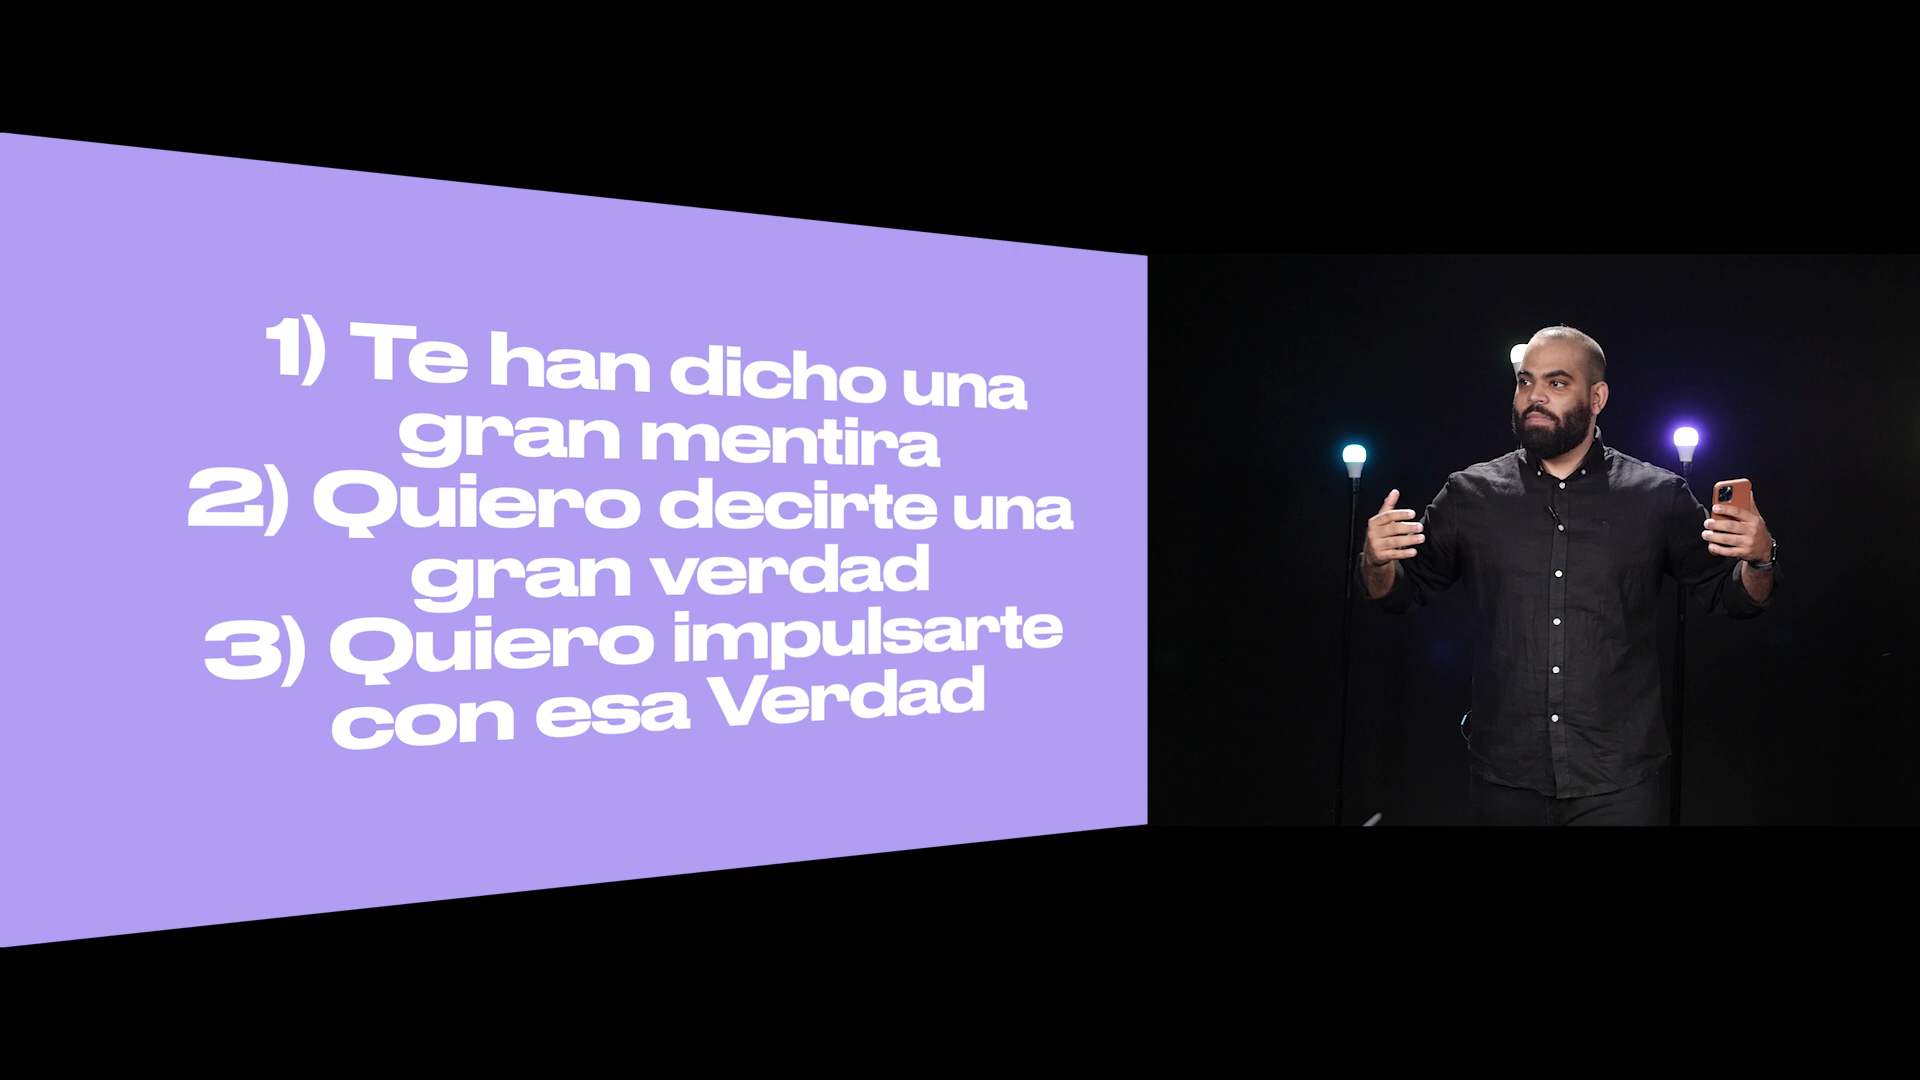 1) Te han dicho una
gran mentira
2) Quiero decirte una
gran verdad
3) Quiero impulsarte
con esa Verdad